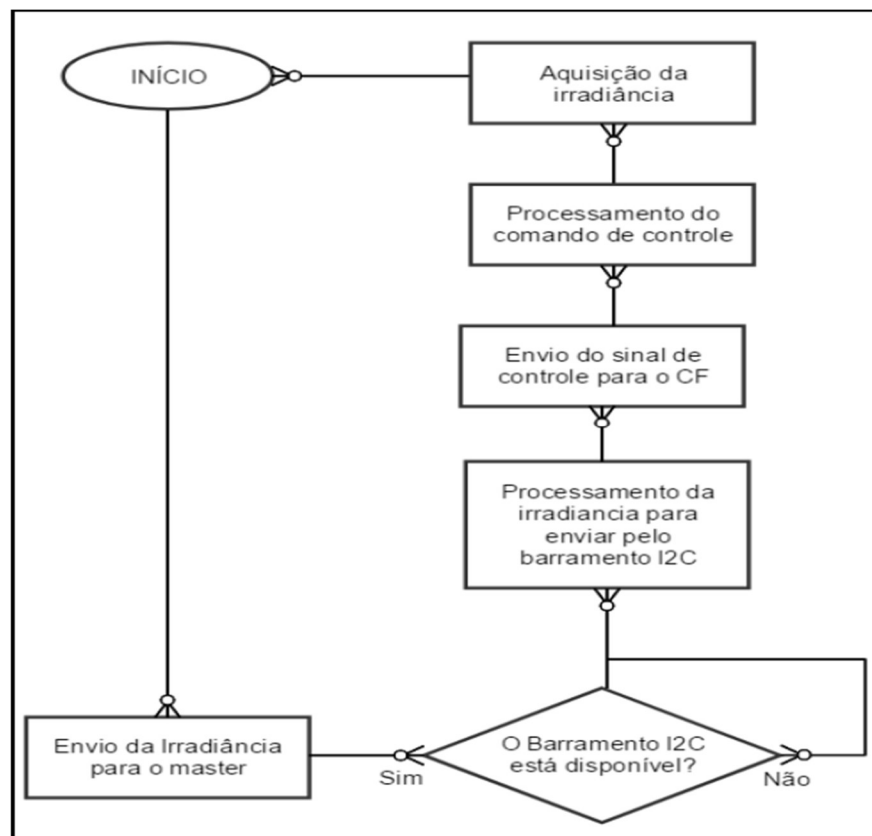 INÍCIO
Aquisição da
irradiância
Processamento do
comando de controle
Envio do sinal de
controle para o CF
Processamento da
irradiancia para
enviar pelo
barramento I2C
O Barramento I2C
está disponível?
Não
Sim
Envio da Irradiância
para o master